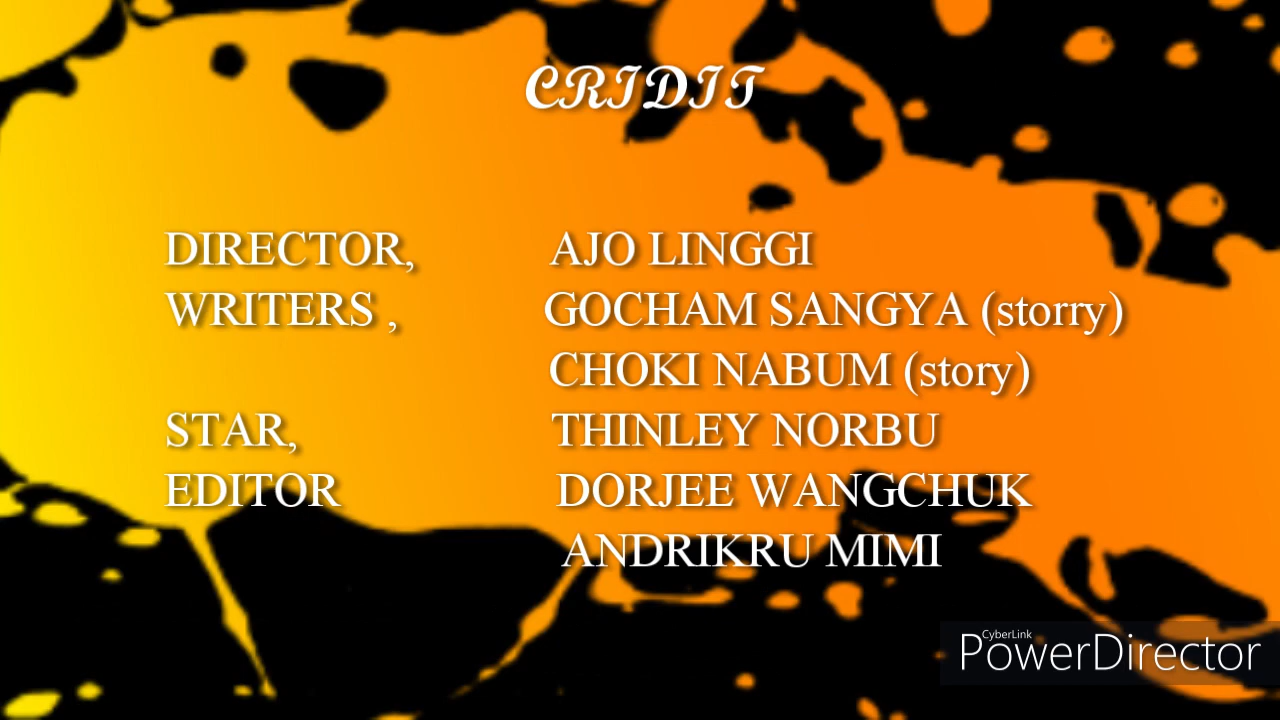 CRIDIT
DIRECTOR, AJO LINGGI
WRITERS , GOCHAM SANGYA (storry)
CHOKI NABUM (story)
STAR, THINLEY NORBU
EDITOR DORJEE WANGCHUK
ANDRIKRU MIMI
CyberLink
PowerDirector